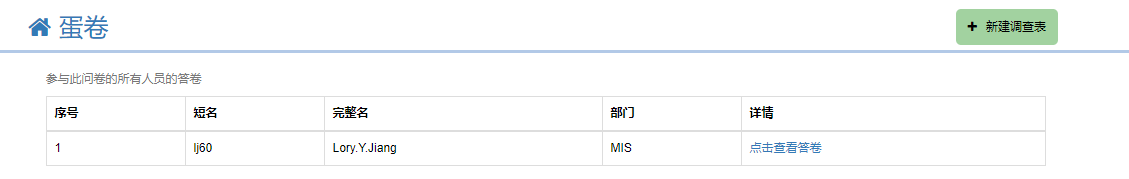 蛋卷
+ 新建调查表
参与此问卷的所有人员的答卷
序号 短名 完整名 部门 详情
1 lj60 Lory.Y.Jiang MIS 点击查看答卷